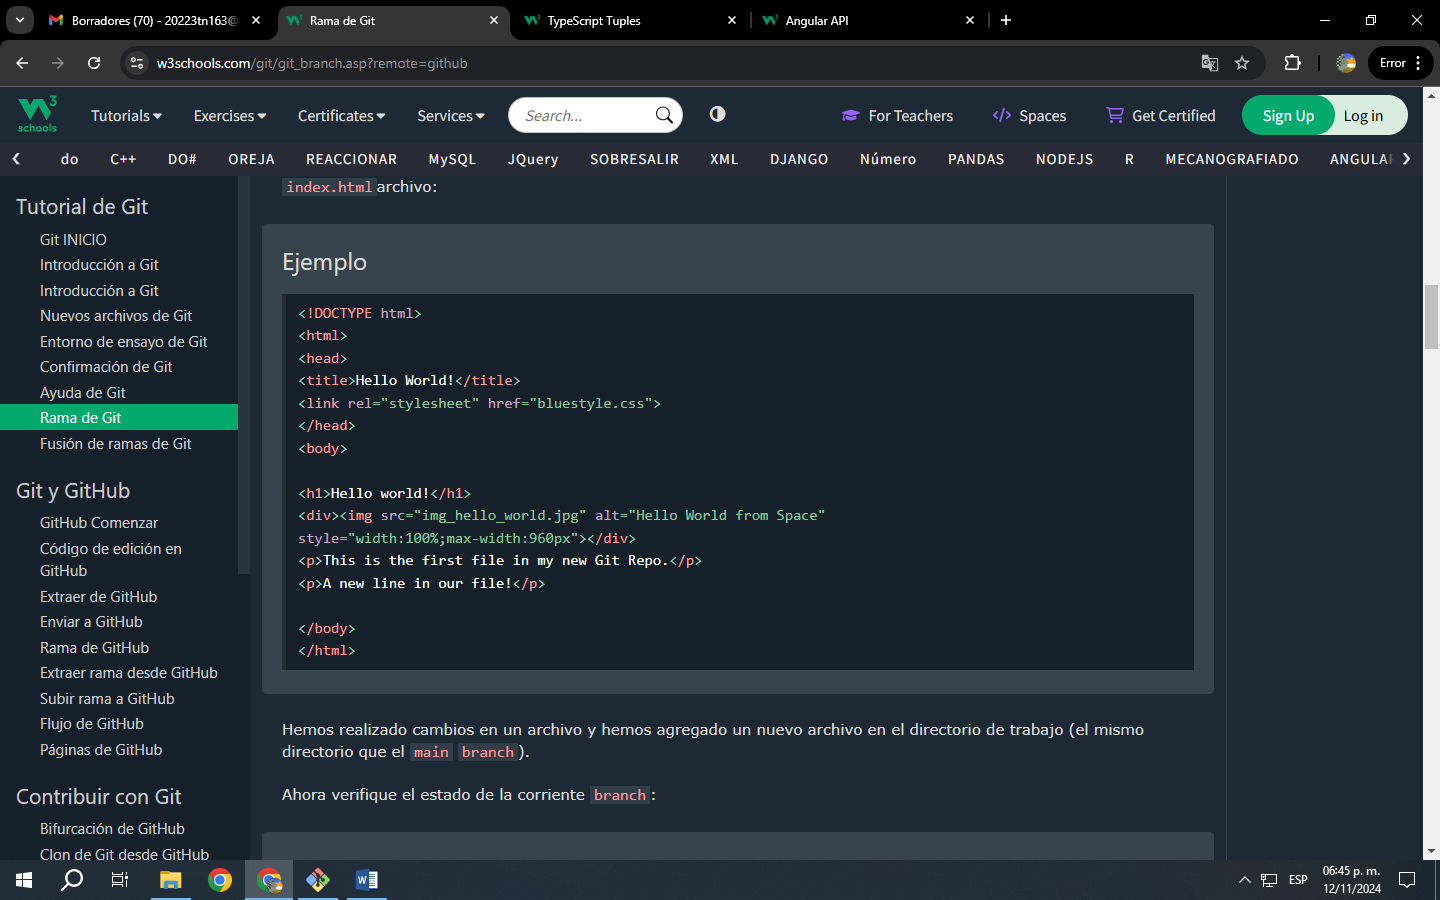 Borradores (70) - 20223tn163@
Rama de Git
TypeScript Tuples
Angular API
w3schools.com/git/git_branch.asp?remote=github
Error
3
schools
Tutorials
Exercises
Certificates
Services
Search...
For Teachers
Spaces
Get Certified
Sign Up
Log in
do
C++
DO#
OREJA
REACCIONAR
MySQL
JQuery
SOBRESALIR
XML
DJANGO
Número
PANDAS
NODEJS
R
MECANOGRAFIADO
ANGULAR
Tutorial de Git
Git INICIO
Introducción a Git
Introducción a Git
Nuevos archivos de Git
Entorno de ensayo de Git
Confirmación de Git
Ayuda de Git
Rama de Git
Fusión de ramas de Git
Git y GitHub
GitHub Comenzar
Código de edición en
GitHub
Extraer de GitHub
Enviar a GitHub
Rama de GitHub
Extraer rama desde GitHub
Subir rama a GitHub
Flujo de GitHub
Páginas de GitHub
Contribuir con Git
Bifurcación de GitHub
Clon de Git desde GitHub
index.html archivo:
Ejemplo
<!DOCTYPE html>
<html>
<head>
<title>Hello World!</title>
<link rel="stylesheet" href="bluestyle.css">
</head>
<body>
<h1>Hello world!</h1>
<div><img src="img_hello_world.jpg" alt="Hello World from Space"
style="width:100%;max-width:960px"></div>
<p>This is the first file in my new Git Repo.</p>
<p>A new line in our file!</p>
</body>
</html>
Hemos realizado cambios en un archivo y hemos agregado un nuevo archivo en el directorio de trabajo (el mismo
directorio que el main branch ).
Ahora verifique el estado de la corriente branch :
ESP
06:45 p. m.
12/11/2024